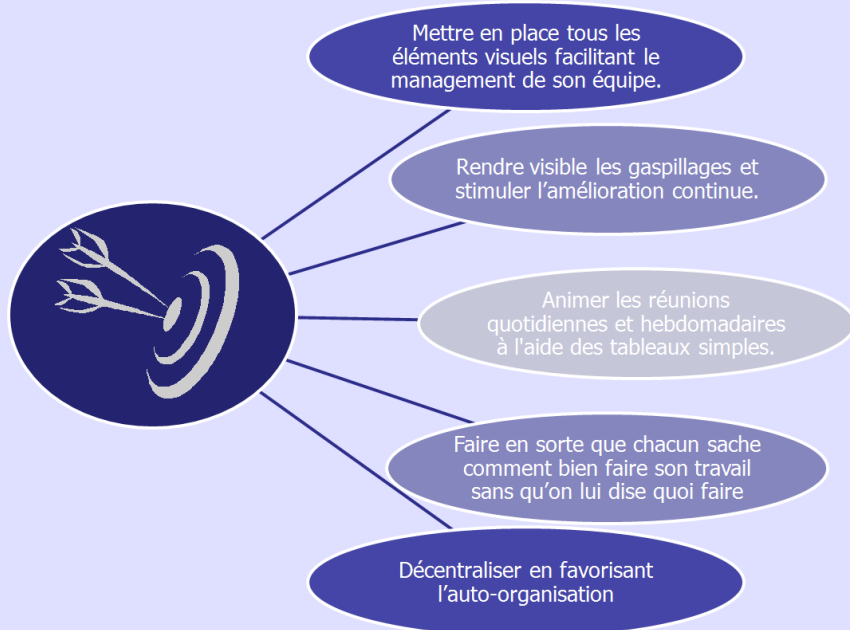 Mettre en place tous les
éléments visuels facilitant le
management de son équipe.
Rendre visible les gaspillages et
stimuler l’amélioration continue.
Animer les réunions
quotidiennes et hebdomadaires
à l'aide des tableaux simples.
Faire en sorte que chacun sache
comment bien faire son travail
sans qu’on lui dise quoi faire
Décentraliser en favorisant
l’auto-organisation